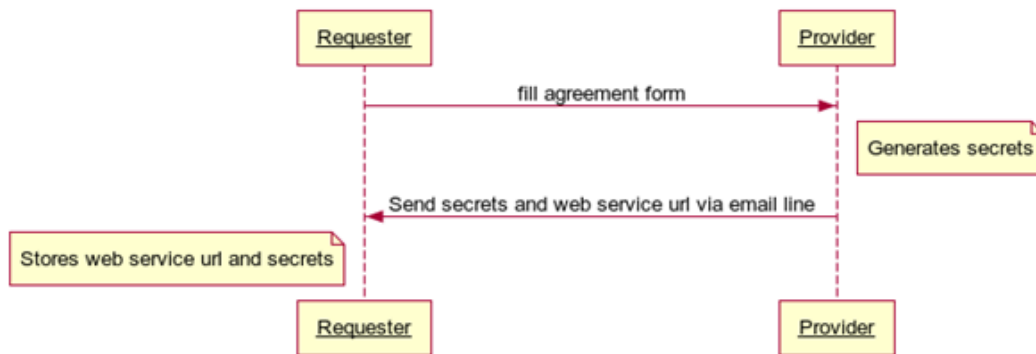 Requester
Provider
fill agreement form
Generates secrets
Send secrets and web service url via email line
Stores web service url and secrets
Requester
Provider